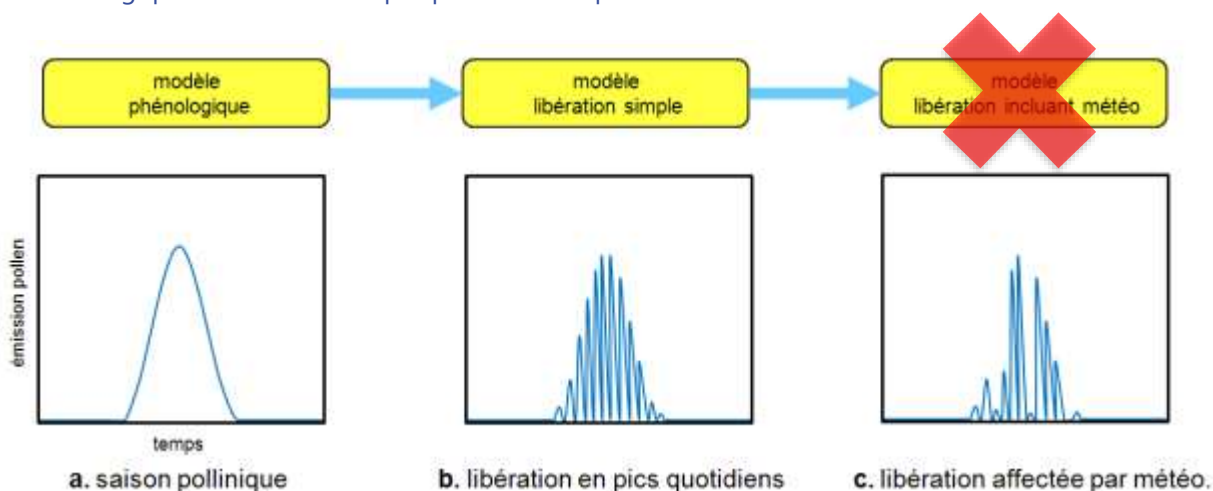 modèle
phénologique
modèle
libération simple
modèle
libération incluant météo
émission pollen
temps
a. saison pollinique
b. libération en pics quotidiens
c. libération affectée par météo.